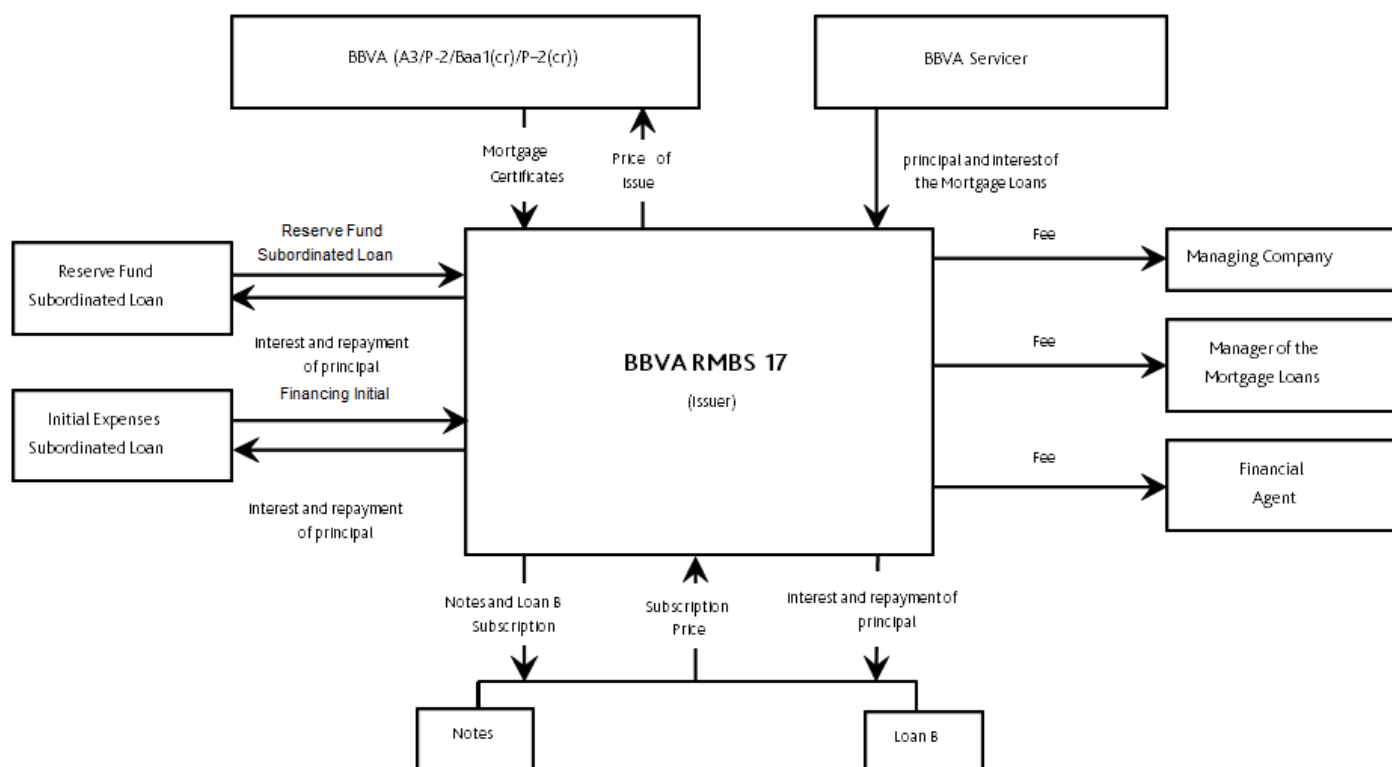 BBVA (A3/P-2/Baa1(cr)/P-2(cr))
BBVA Servicer
Mortgage
Certificates
Price of
Issue
principal and interest of
the Mortgage Loans
Reserve Fund
Subordinated Loan
Reserve Fund
Subordinated Loan
Interest and repayment
of principal
Financing Initial
Initial Expenses
Subordinated Loan
Interest and repayment
of principal
BBVA RMBS 17
(Issuer)
Fee
Managing Company
Fee
Manager of the
Mortgage Loans
Fee
Financial
Agent
Notes and Loan B
Subscription
Subscription
Price
Interest and repayment of
principal
Notes
Loan B